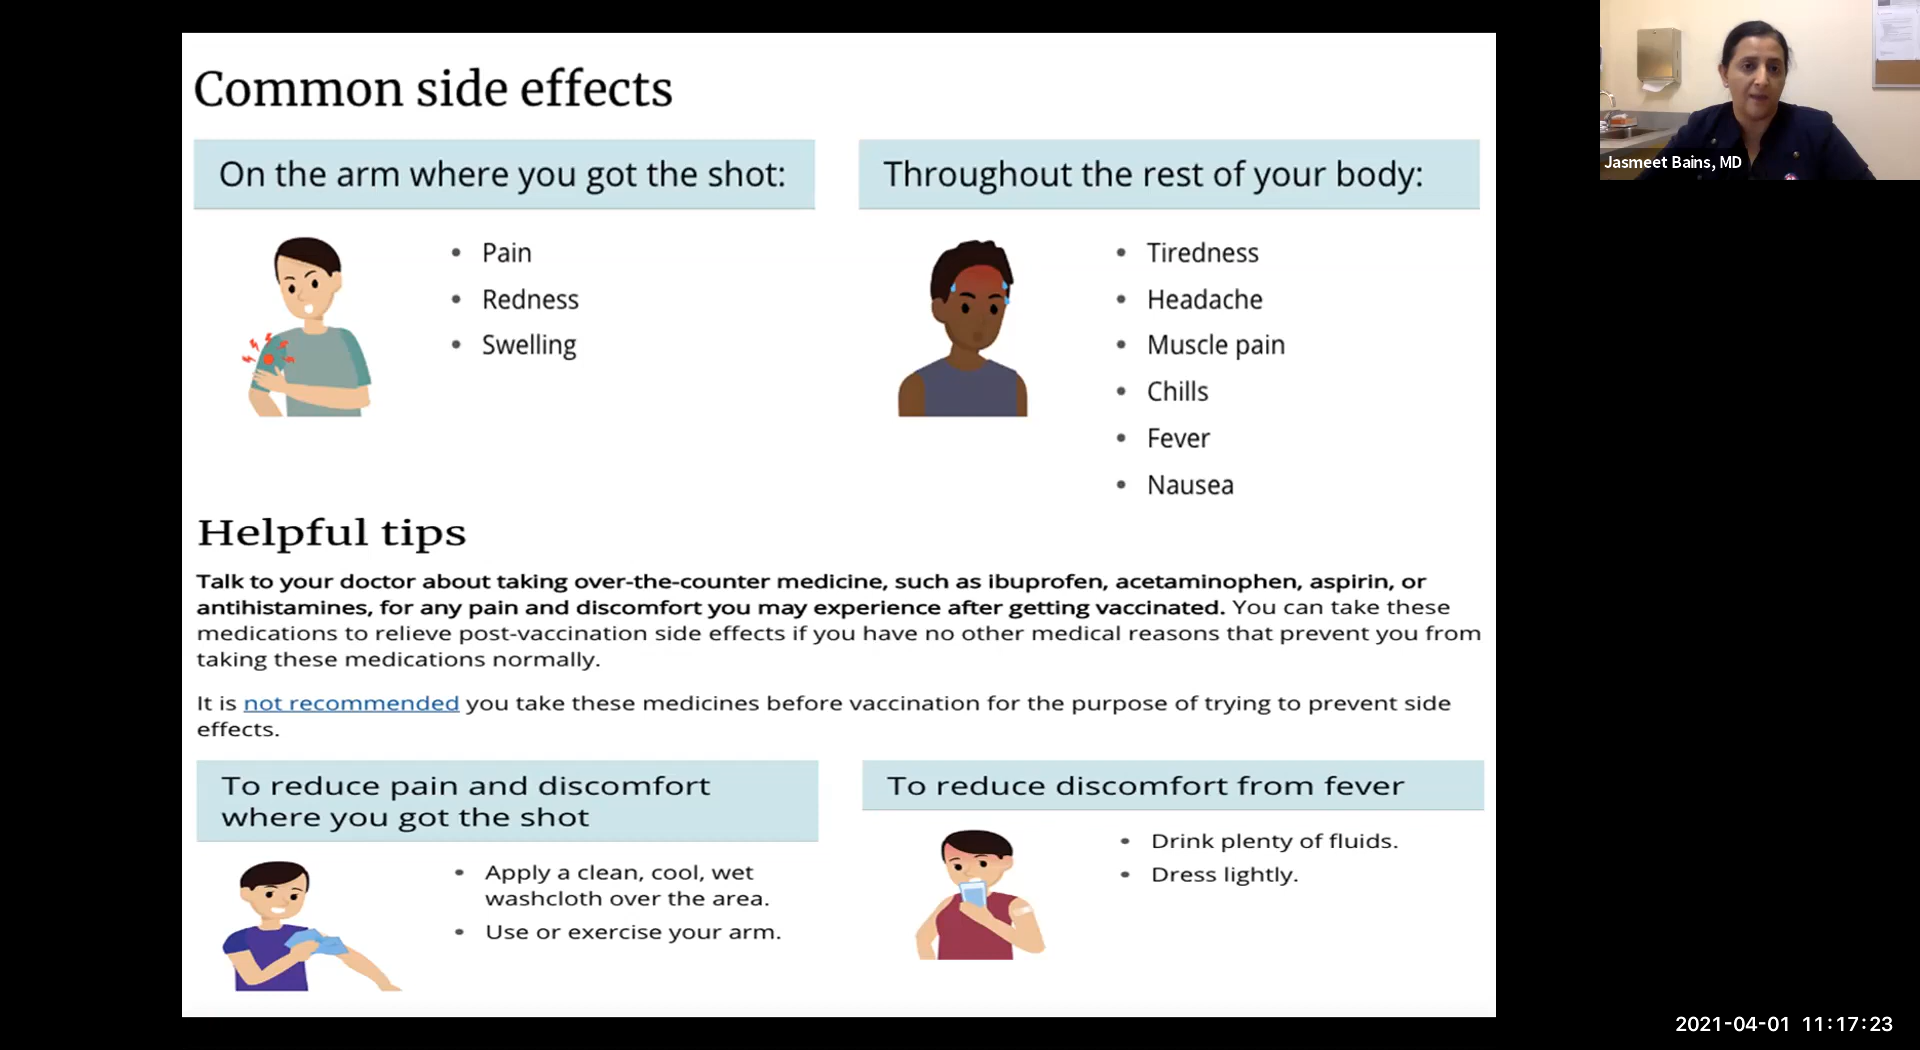 Common side effects
On the arm where you got the shot:
Pain
Redness
Swelling
Throughout the rest of your body:
Tiredness
Headache
Muscle pain
Chills
Fever
Nausea
Helpful tips
Talk to your doctor about taking over-the-counter medicine, such as ibuprofen, acetaminophen, aspirin, or
antihistamines, for any pain and discomfort you may experience after getting vaccinated. You can take these
medications to relieve post-vaccination side effects if you have no other medical reasons that prevent you from
taking these medications normally.
It is not recommended you take these medicines before vaccination for the purpose of trying to prevent side
effects.
To reduce pain and discomfort
where you got the shot
Apply a clean, cool, wet
washcloth over the area.
Use or exercise your arm.
To reduce discomfort from fever
Drink plenty of fluids.
Dress lightly.
Jasmeet Bains, MD
2021-04-01 11:17:23